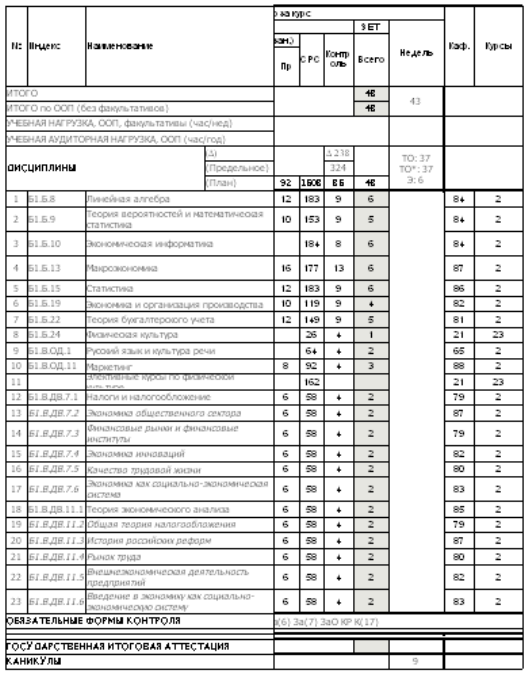 о на курс
ЗЕТ
№ Индекс Наименование Пр СРС Контр оль Всего Недель Каф. Курсы
ИТОГО 48 43
ИТОГО по ООП (без факультативов) 48
УЧЕБНАЯ НАГРУЗКА, ООП, факультативы (час/нед)
УЧЕБНАЯ АУДИТОРНАЯ НАГРУЗКА, ООП (час/год)
ДИСЦИПЛИНЫ
(Δ) Δ 238 ТО: 37
(Предельное) 324 ТО*: 37
(План) 92 1608 86 48 Э: 6
1 Б1.Б.8 Линейная алгебра 12 183 9 6 84 2
2 Б1.Б.9 Теория вероятностей и математическая статистика 10 153 9 5 84 2
3 Б1.Б.10 Экономическая информатика 184 8 6 84 2
4 Б1.Б.13 Макроэкономика 16 177 13 6 87 2
5 Б1.Б.15 Статистика 12 183 9 6 86 2
6 Б1.Б.19 Экономика и организация производства 10 119 9 4 82 2
7 Б1.Б.22 Теория бухгалтерского учета 12 149 9 5 81 2
8 Б1.Б.24 Физическая культура 26 4 1 21 23
9 Б1.В.ОД.1 Русский язык и культура речи 64 4 2 65 2
10 Б1.В.ОД.11 Маркетинг 8 92 4 3 88 2
11 Элективные курсы по физической культуре 162 21 23
12 Б1.В.ДВ.7.1 Налоги и налогообложение 6 58 4 2 79 2
13 Б1.В.ДВ.7.2 Экономика общественного сектора 6 58 4 2 87 2
14 Б1.В.ДВ.7.3 Финансовые рынки и финансовые институты 6 58 4 2 79 2
15 Б1.В.ДВ.7.4 Экономика инноваций 6 58 4 2 82 2
16 Б1.В.ДВ.7.5 Качество трудовой жизни 6 58 4 2 80 2
17 Б1.В.ДВ.7.6 Экономика как социально-экономическая система 6 58 4 2 83 2
18 Б1.В.ДВ.11.1 Теория экономического анализа 6 58 4 2 85 2
19 Б1.В.ДВ.11.2 Общая теория налогообложения 6 58 4 2 79 2
20 Б1.В.ДВ.11.3 История российских реформ 6 58 4 2 87 2
21 Б1.В.ДВ.11.4 Рынок труда 6 58 4 2 80 2
22 Б1.В.ДВ.11.5 Внешнеэкономическая деятельность предприятий 6 58 4 2 82 2
23 Б1.В.ДВ.11.6 Введение в экономику как социально-экономическую систему 6 58 4 2 83 2
ОБЯЗАТЕЛЬНЫЕ ФОРМЫ КОНТРОЛЯ (6) За(7) ЗаО КР К(17)
ГОСУДАРСТВЕННАЯ ИТОГОВАЯ АТТЕСТАЦИЯ
КАНИКУЛЫ 9